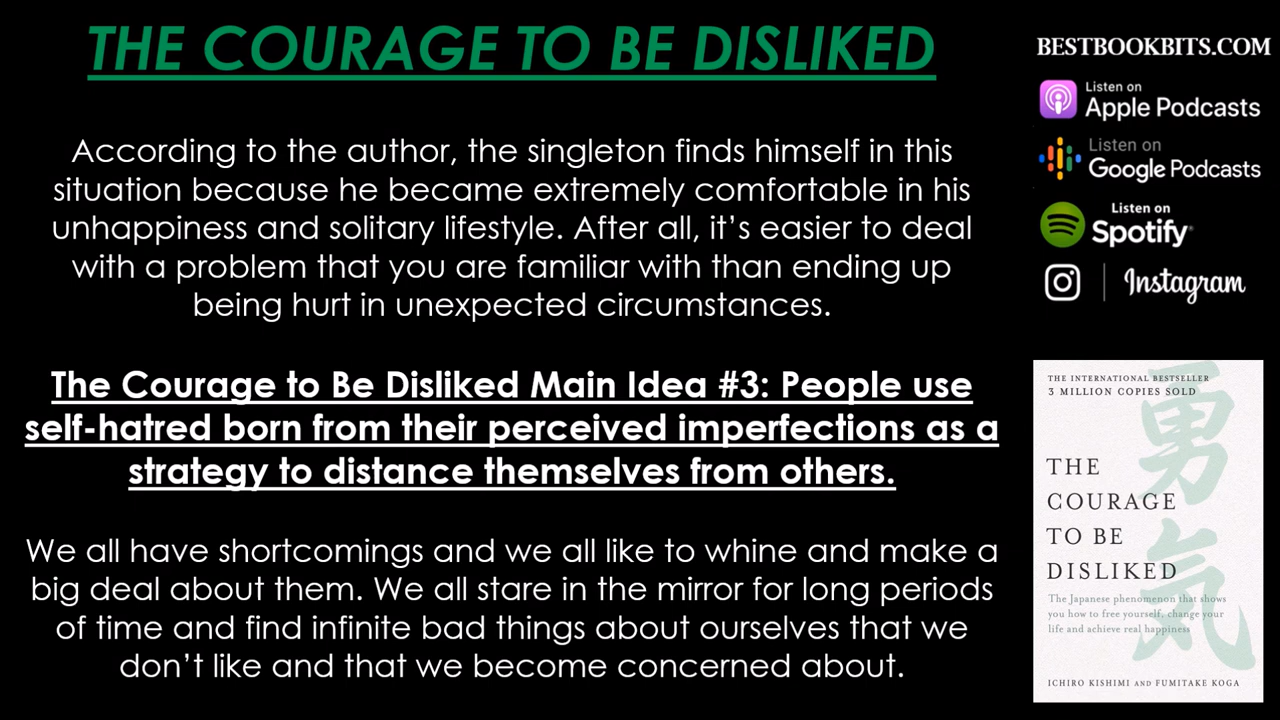 THE COURAGE TO BE DISLIKED
According to the author, the singleton finds himself in this
situation because he became extremely comfortable in his
unhappiness and solitary lifestyle. After all, it’s easier to deal
with a problem that you are familiar with than ending up
being hurt in unexpected circumstances.
The Courage to Be Disliked Main Idea #3: People use
self-hatred born from their perceived imperfections as a
strategy to distance themselves from others.
We all have shortcomings and we all like to whine and make a
big deal about them. We all stare in the mirror for long periods
of time and find infinite bad things about ourselves that we
don’t like and that we become concerned about.
BESTBOOKBITS.COM
Listen on
Apple Podcasts
Listen on
Google Podcasts
Listen on
Spotify
Instagram
THE INTERNATIONAL BESTSELLER
3 MILLION COPIES SOLD
勇気
THE
COURAGE
TO BE
DISLIKED
The Japanese phenomenon that shows
you how to free yourself, change your
life and achieve real happiness
ICHIRO KISHIMI AND FUMITAKE KOGA